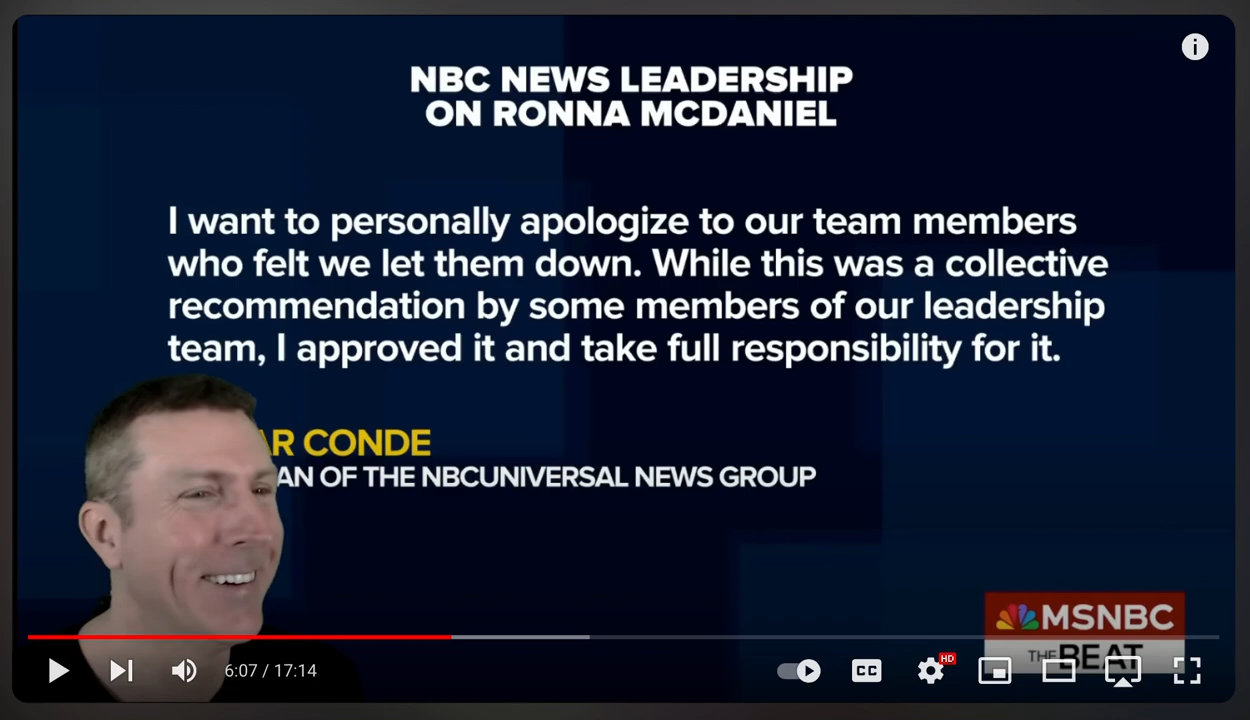 NBC NEWS LEADERSHIP
ON RONNA MCDANIEL
I want to personally apologize to our team members
who felt we let them down. While this was a collective
recommendation by some members of our leadership
team, I approved it and take full responsibility for it.
AR CONDE
AN OF THE NBCUNIVERSAL NEWS GROUP
MSNBC
THE BEAT
6:07 / 17:14
CC
HD